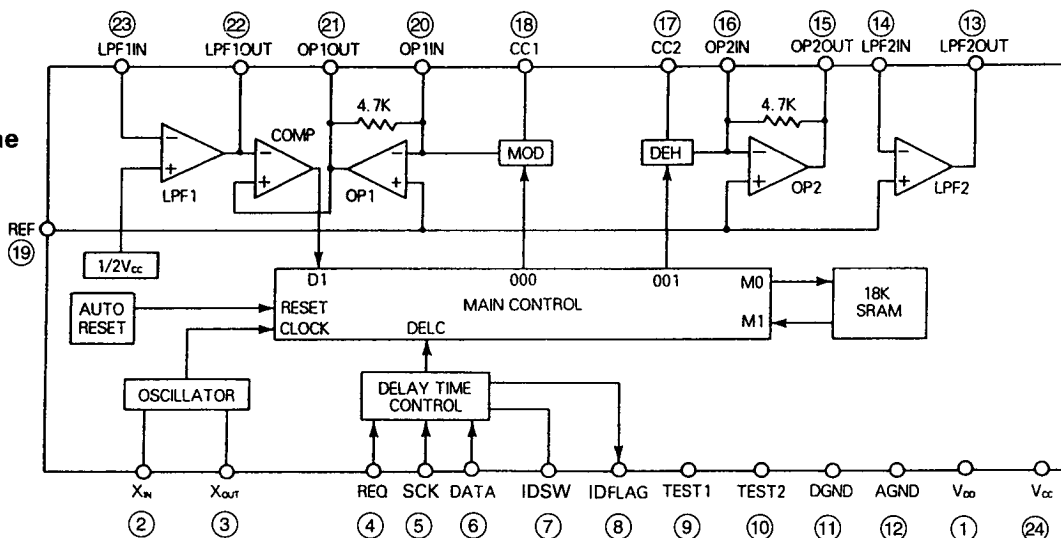 23 22 21 20 18 17 16 15 14 13
LPF1IN LPF1OUT OP1OUT OP1IN CC1 CC2 OP2IN OP2OUT LPF2IN LPF2OUT
4.7K 4.7K
COMP
MOD DEH
LPF1 OP1 OP2 LPF2
REF
19
1/2Vcc
D1 000 001 M0
MAIN CONTROL
RESET
CLOCK
DELC
M1
AUTO
RESET
18K
SRAM
OSCILLATOR
DELAY TIME
CONTROL
XIN XOUT REQ SCK DATA IDSW IDFLAG TEST1 TEST2 DGND AGND VDD VCC
2 3 4 5 6 7 8 9 10 11 12 1 24